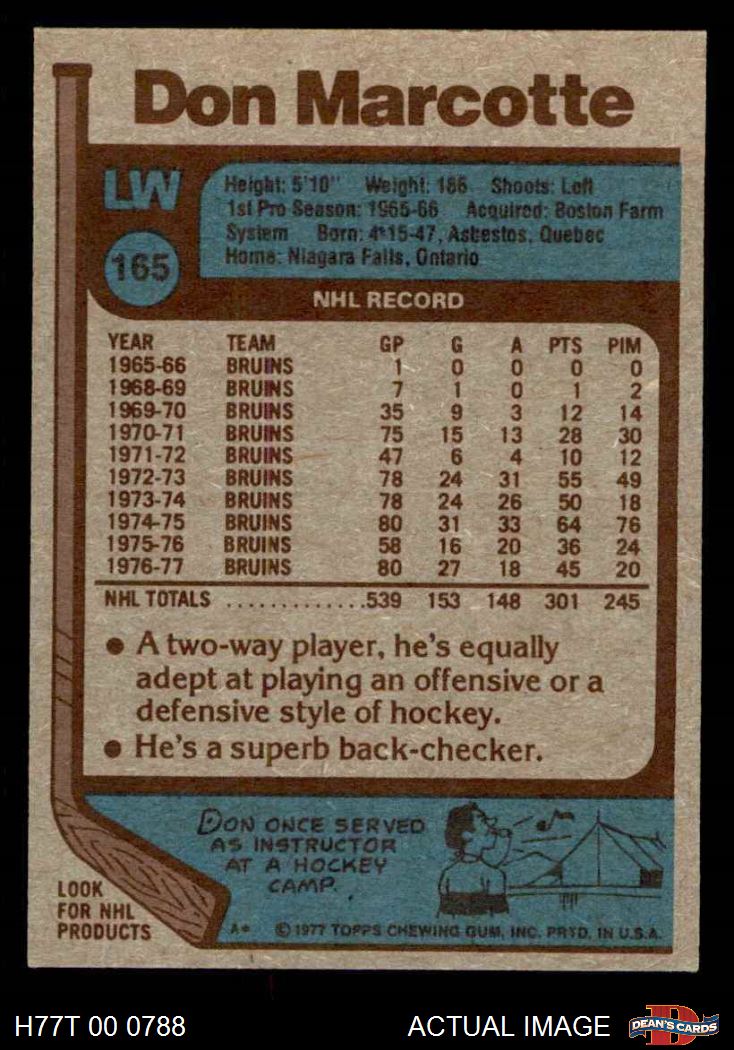 Don Marcotte
LW
165
Height: 5'10" Weight: 186 Shoots: Left
1st Pro Season: 1965-66 Acquired: Boston Farm
System Born: 4-15-47, Asbestos, Quebec
Home: Niagara Falls, Ontario
NHL RECORD
YEAR TEAM GP G A PTS PIM
1965-66 BRUINS 1 0 0 0 0
1968-69 BRUINS 7 1 0 1 2
1969-70 BRUINS 35 9 3 12 14
1970-71 BRUINS 75 15 13 28 30
1971-72 BRUINS 47 6 4 10 12
1972-73 BRUINS 78 24 31 55 49
1973-74 BRUINS 78 24 26 50 18
1974-75 BRUINS 80 31 33 64 76
1975-76 BRUINS 58 16 20 36 24
1976-77 BRUINS 80 27 18 45 20
NHL TOTALS .............539 153 148 301 245
● A two-way player, he's equally
adept at playing an offensive or a
defensive style of hockey.
● He's a superb back-checker.
DON ONCE SERVED
AS INSTRUCTOR
AT A HOCKEY
CAMP.
LOOK
FOR NHL
PRODUCTS
A* © 1977 TOPPS CHEWING GUM, INC. PRTD. IN U.S.A.
H77T 00 0788 ACTUAL IMAGE DEAN'S CARDS